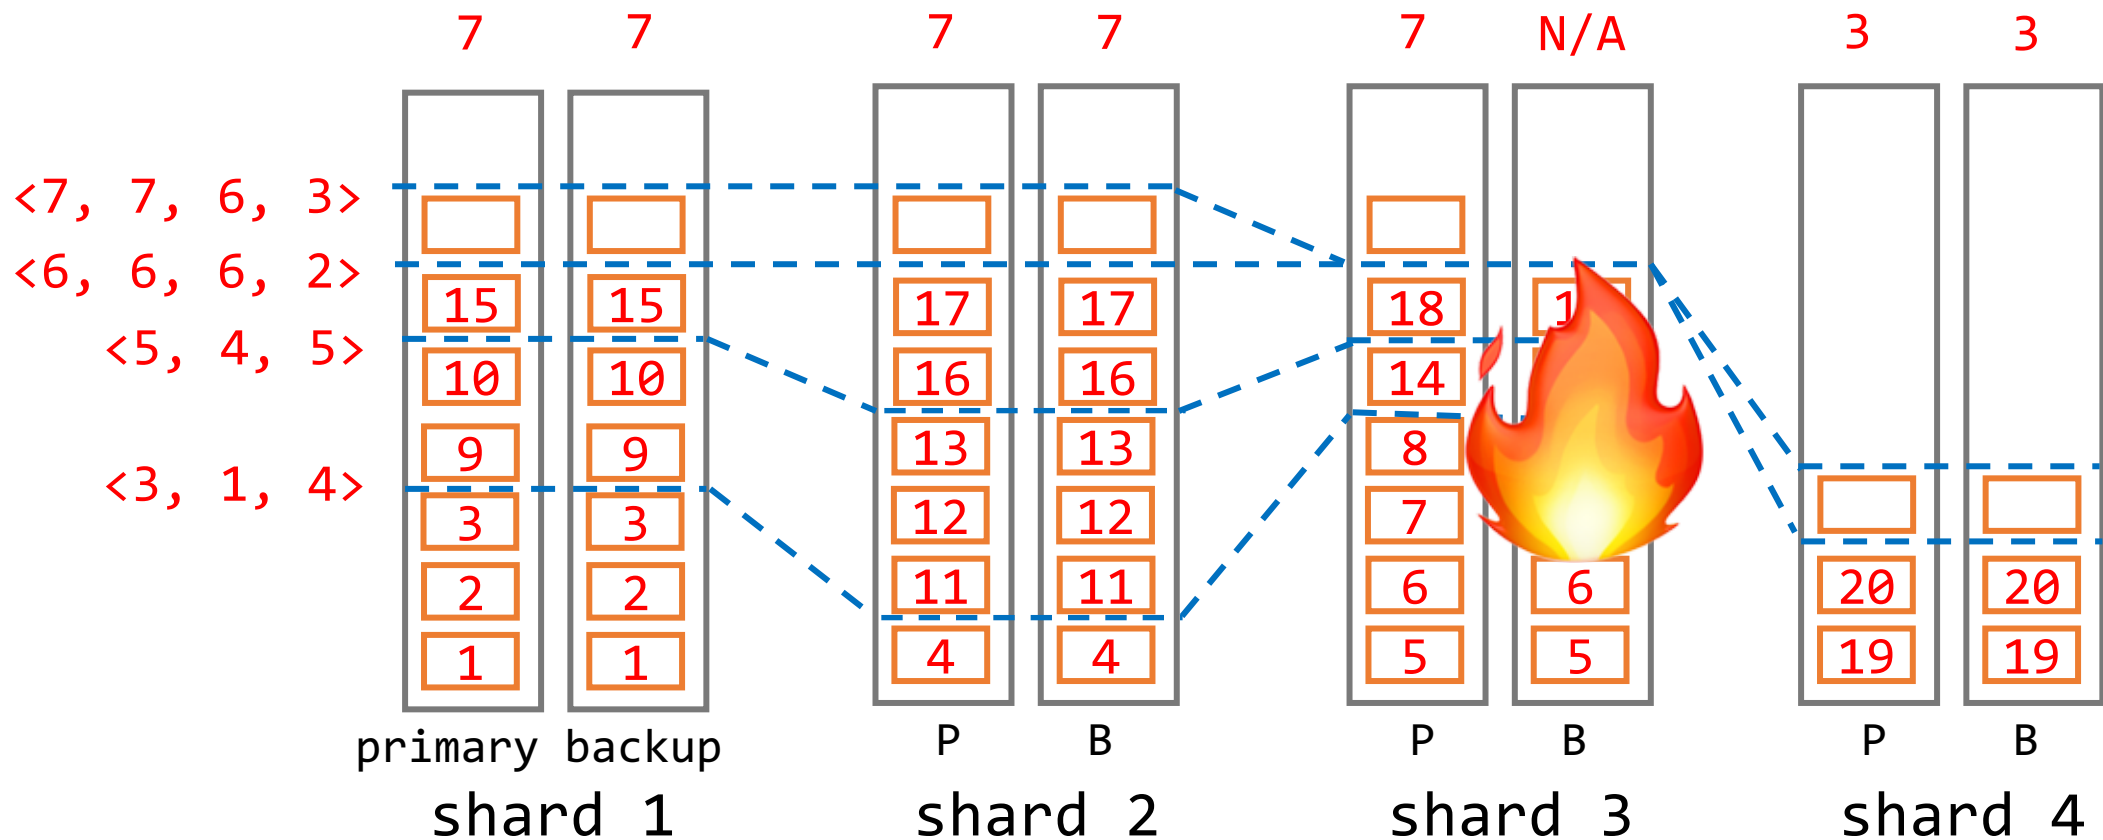 7 7 7 7 7 N/A 3 3
<7, 7, 6, 3>
<6, 6, 6, 2>
15 15 17 17 18
<5, 4, 5>
10 10 16 16 14
9 9 13 13 8
<3, 1, 4>
3 3 12 12 7
2 2 11 11 6 6 20 20
1 1 4 4 5 5 19 19
primary backup P B P B P B
shard 1 shard 2 shard 3 shard 4